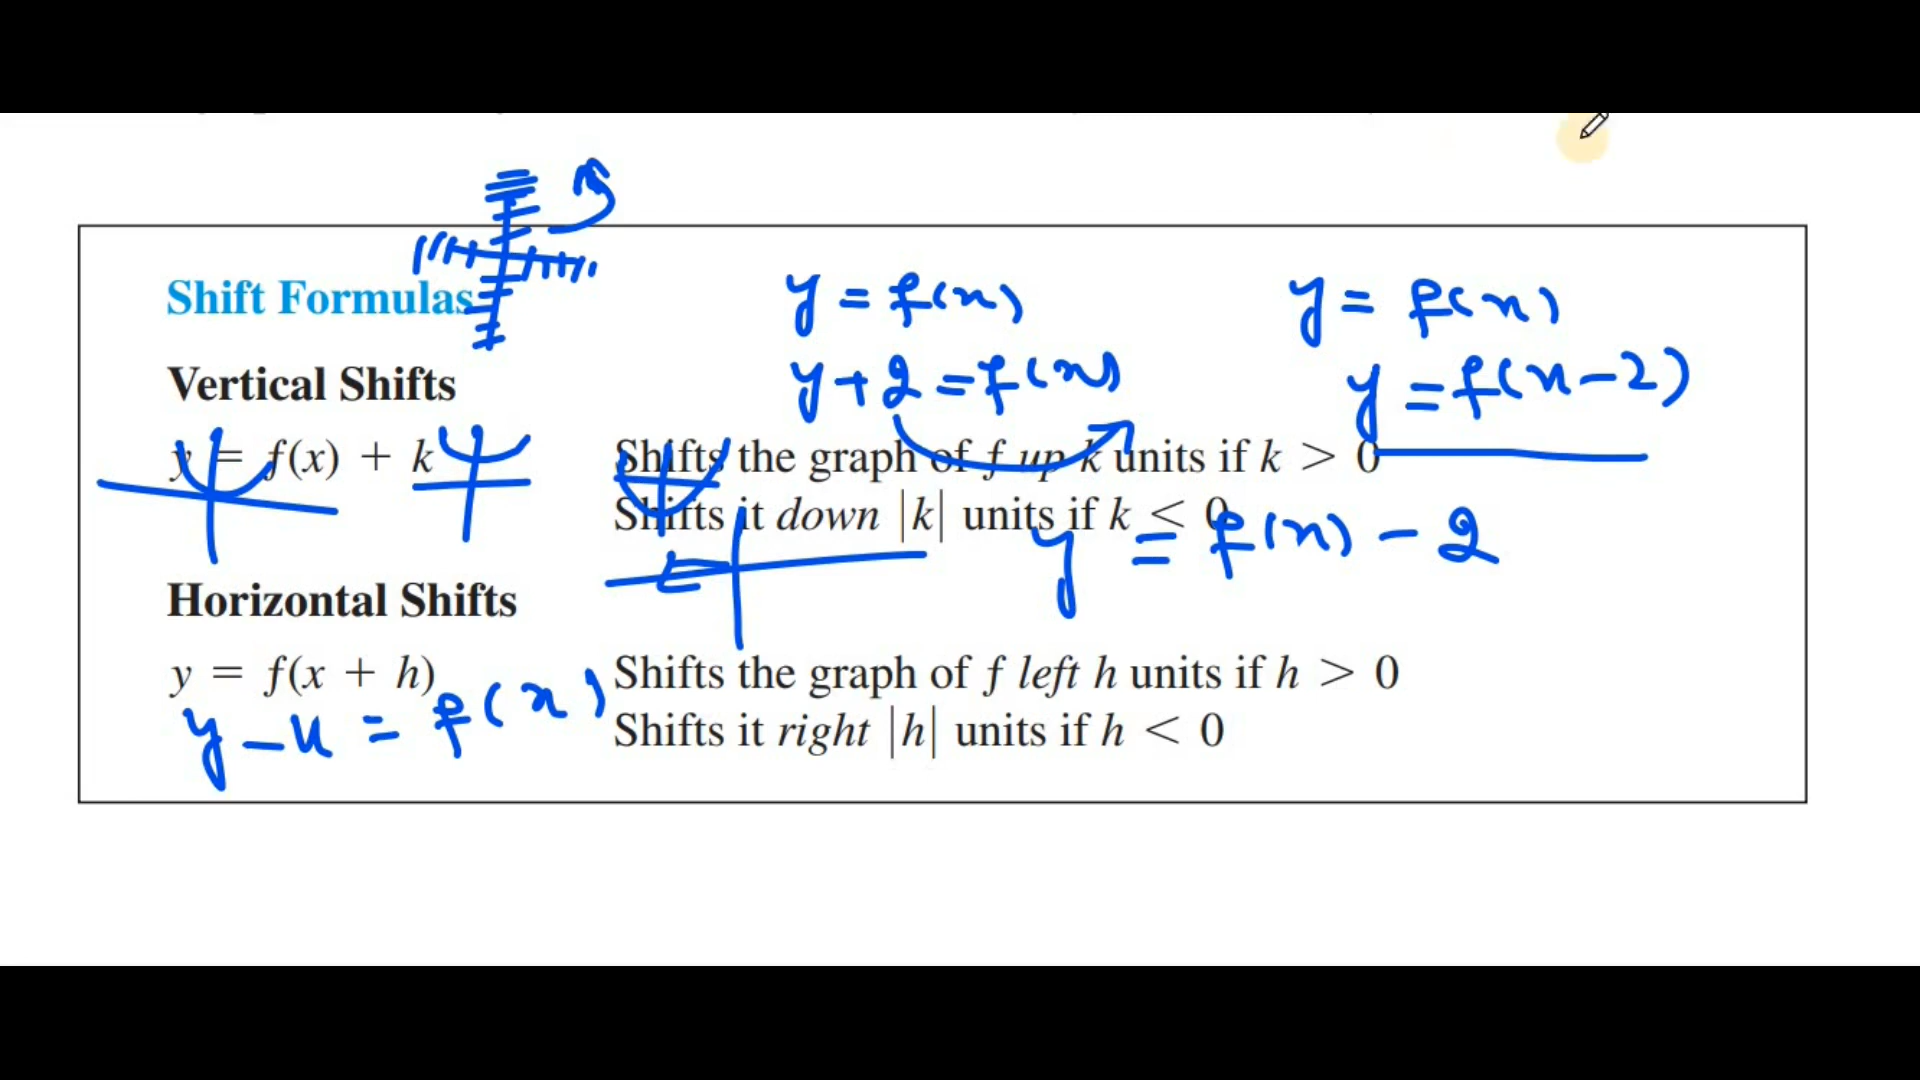 Shift Formulas
y = f(x)
y = f(x)
Vertical Shifts
y + 2 = f(x)
y = f(x - 2)
y = f(x) + k
Shifts the graph of f up k units if k > 0
Shifts it down |k| units if k < 0
y = f(x) - 2
Horizontal Shifts
y = f(x + h)
Shifts the graph of f left h units if h > 0
y - k = f(x)
Shifts it right |h| units if h < 0